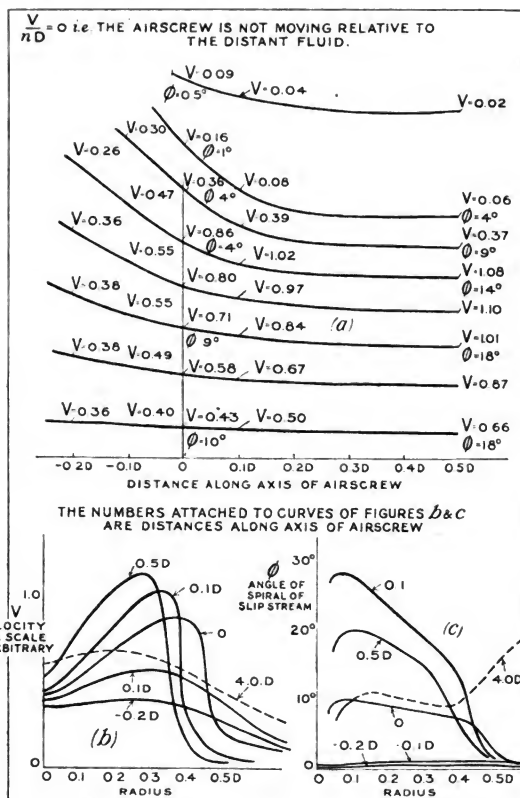 V/nD = 0 i.e THE AIRSCREW IS NOT MOVING RELATIVE TO
THE DISTANT FLUID.
V=0.09
V=0.04
V=0.02
ϕ=0.5°
V=0.30
V=0.16
ϕ=1°
V=0.08
V=0.06
ϕ=4°
V=0.26
V=0.36
ϕ 4°
V=0.39
V=0.37
ϕ=9°
V=0.47
V=0.86
ϕ=4°
V=1.02
V=1.08
ϕ=14°
V=0.36
V=0.55
V=0.80
V=0.97
V=1.10
V=0.38
V=0.55
V=0.71
ϕ 9°
V=0.84
(a)
V=1.01
ϕ=18°
V=0.38
V=0.49
V=0.58
V=0.67
V=0.87
V=0.36
V=0.40
V=0.43
ϕ=10°
V=0.50
V=0.66
ϕ=18°
-0.2D -0.1D 0 0.1D 0.2D 0.3D 0.4D 0.5D
DISTANCE ALONG AXIS OF AIRSCREW
THE NUMBERS ATTACHED TO CURVES OF FIGURES b & c
ARE DISTANCES ALONG AXIS OF AIRSCREW
1.0
V
LOCITY
SCALE
BITRARY
0
0.5D
0.1D
0
4.0D
0.1D
-0.2D
(b)
0 0.1 0.2 0.3 0.4 0.5D
RADIUS
ϕ
ANGLE OF
SPIRAL OF
SLIP STREAM
30°
20°
10°
0
0.1
(c)
0.5D
4.0D
0
-0.2D
-0.1D
0 0.1 0.2 0.3 0.4 0.5D
RADIUS